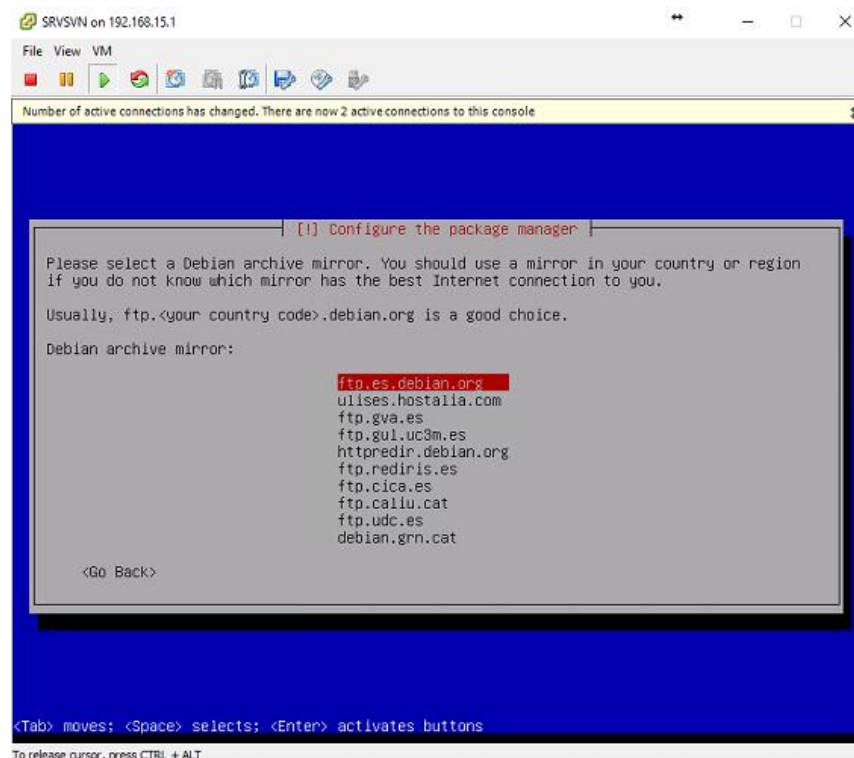 SRVSVN on 192.168.15.1
File View VM
Number of active connections has changed. There are now 2 active connections to this console
[!] Configure the package manager
Please select a Debian archive mirror. You should use a mirror in your country or region
if you do not know which mirror has the best Internet connection to you.
Usually, ftp.<your country code>.debian.org is a good choice.
Debian archive mirror:
ftp.es.debian.org
ulises.hostalia.com
ftp.gva.es
ftp.gul.uc3m.es
httpredir.debian.org
ftp.rediris.es
ftp.cica.es
ftp.caliu.cat
ftp.udc.es
debian.grn.cat
<Go Back>
<Tab> moves; <Space> selects; <Enter> activates buttons
To release cursor, press CTRL + ALT